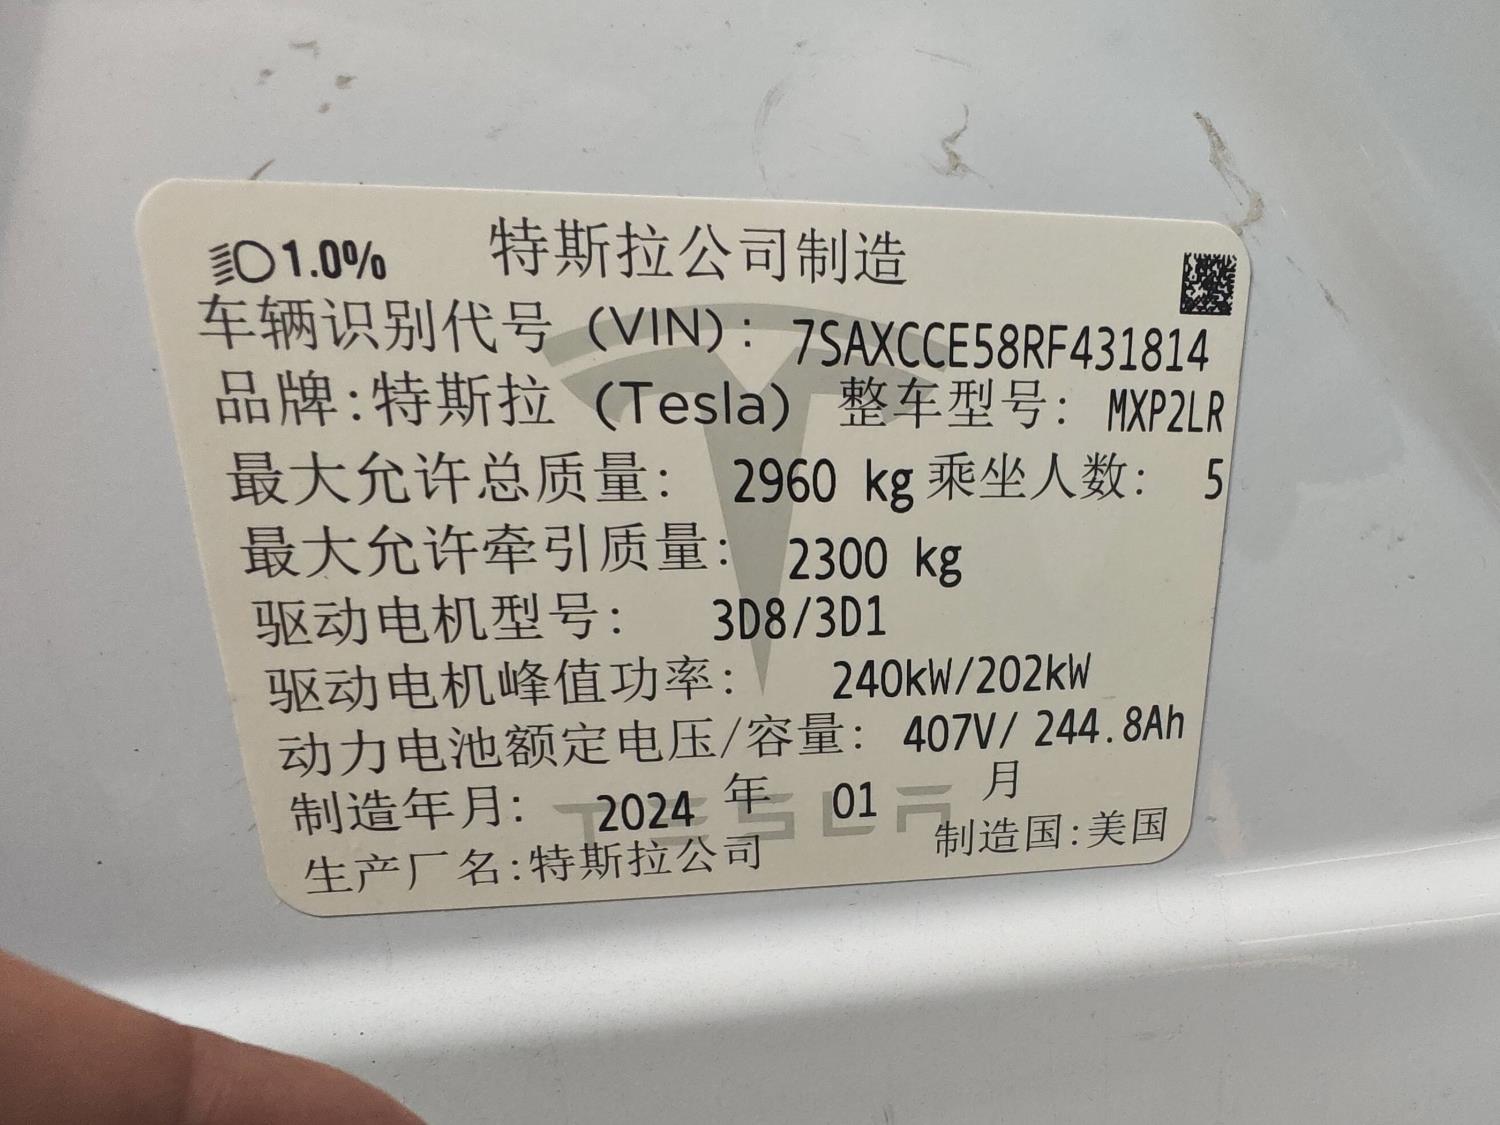 1.0% 特斯拉公司制造
车辆识别代号（VIN）: 7SAXCCE58RF431814
品牌:特斯拉（Tesla） 整车型号: MXP2LR
最大允许总质量: 2960 kg 乘坐人数: 5
最大允许牵引质量: 2300 kg
驱动电机型号: 3D8/3D1
驱动电机峰值功率: 240kW/202kW
动力电池额定电压/容量: 407V/ 244.8Ah
制造年月: 2024 年 01 月
生产厂名:特斯拉公司 制造国:美国
TESLA